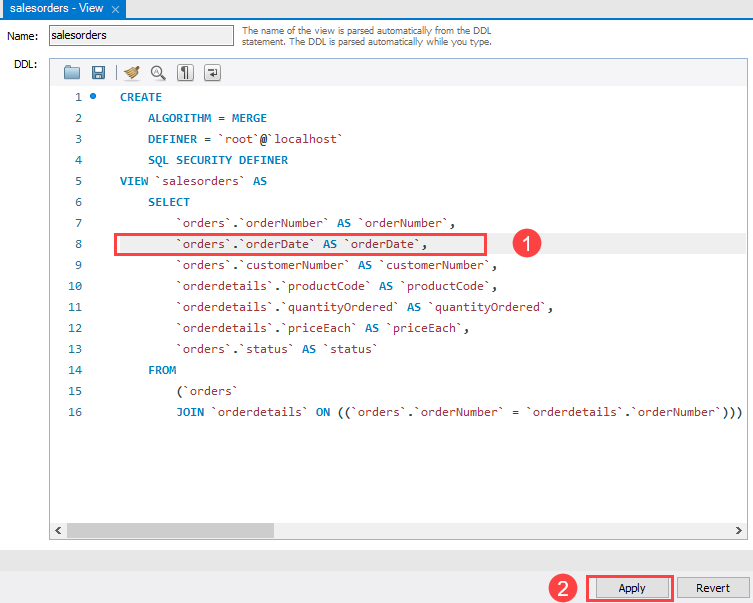 salesorders - View ×
Name: salesorders
The name of the view is parsed automatically from the DDL
statement. The DDL is parsed automatically while you type.
DDL:
1 CREATE
2 ALGORITHM = MERGE
3 DEFINER = `root`@`localhost`
4 SQL SECURITY DEFINER
5 VIEW `salesorders` AS
6 SELECT
7 `orders`.`orderNumber` AS `orderNumber`,
8 `orders`.`orderDate` AS `orderDate`,
1
9 `orders`.`customerNumber` AS `customerNumber`,
10 `orderdetails`.`productCode` AS `productCode`,
11 `orderdetails`.`quantityOrdered` AS `quantityOrdered`,
12 `orderdetails`.`priceEach` AS `priceEach`,
13 `orders`.`status` AS `status`
14 FROM
15 (`orders`
16 JOIN `orderdetails` ON ((`orders`.`orderNumber` = `orderdetails`.`orderNumber`)))
2 Apply Revert